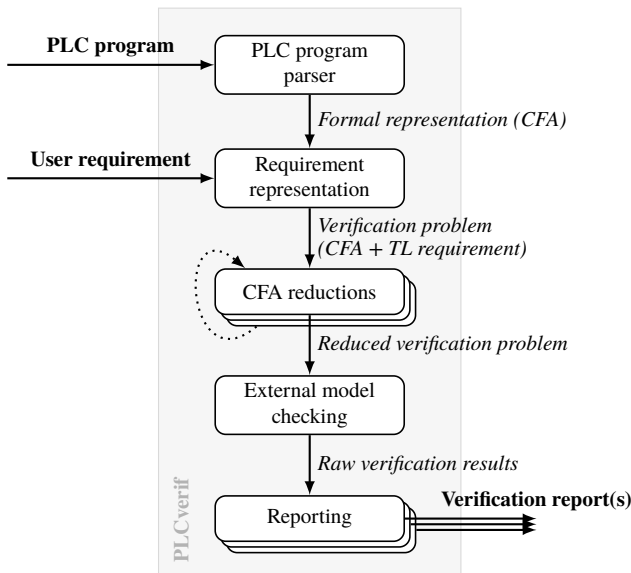 PLC program
PLC program
parser
Formal representation (CFA)
User requirement
Requirement
representation
Verification problem
(CFA + TL requirement)
CFA reductions
Reduced verification problem
External model
checking
Raw verification results
PLCverif
Reporting
Verification report(s)